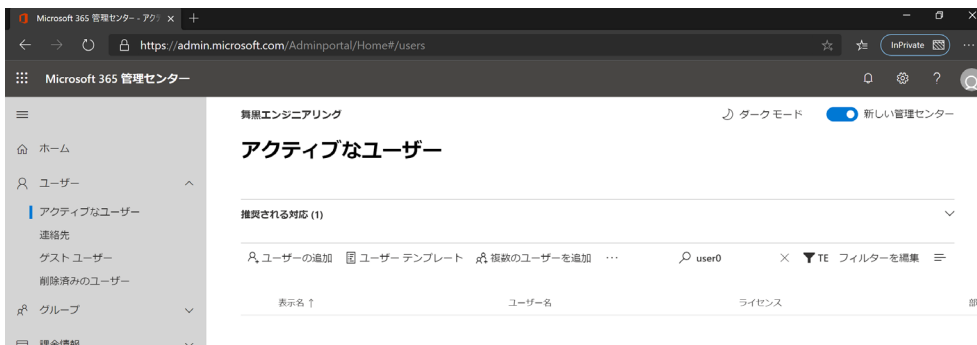 Microsoft 365 管理センター - アクテ
https://admin.microsoft.com/Adminportal/Home#/users
InPrivate
Microsoft 365 管理センター
舞黒エンジニアリング
ダーク モード
新しい管理センター
ホーム
アクティブなユーザー
ユーザー
アクティブなユーザー
推奨される対応 (1)
連絡先
ゲスト ユーザー
ユーザーの追加
ユーザー テンプレート
複数のユーザーを追加
user0
TE
フィルターを編集
削除済みのユーザー
表示名 ↑
ユーザー名
ライセンス
部
グループ
課金情報